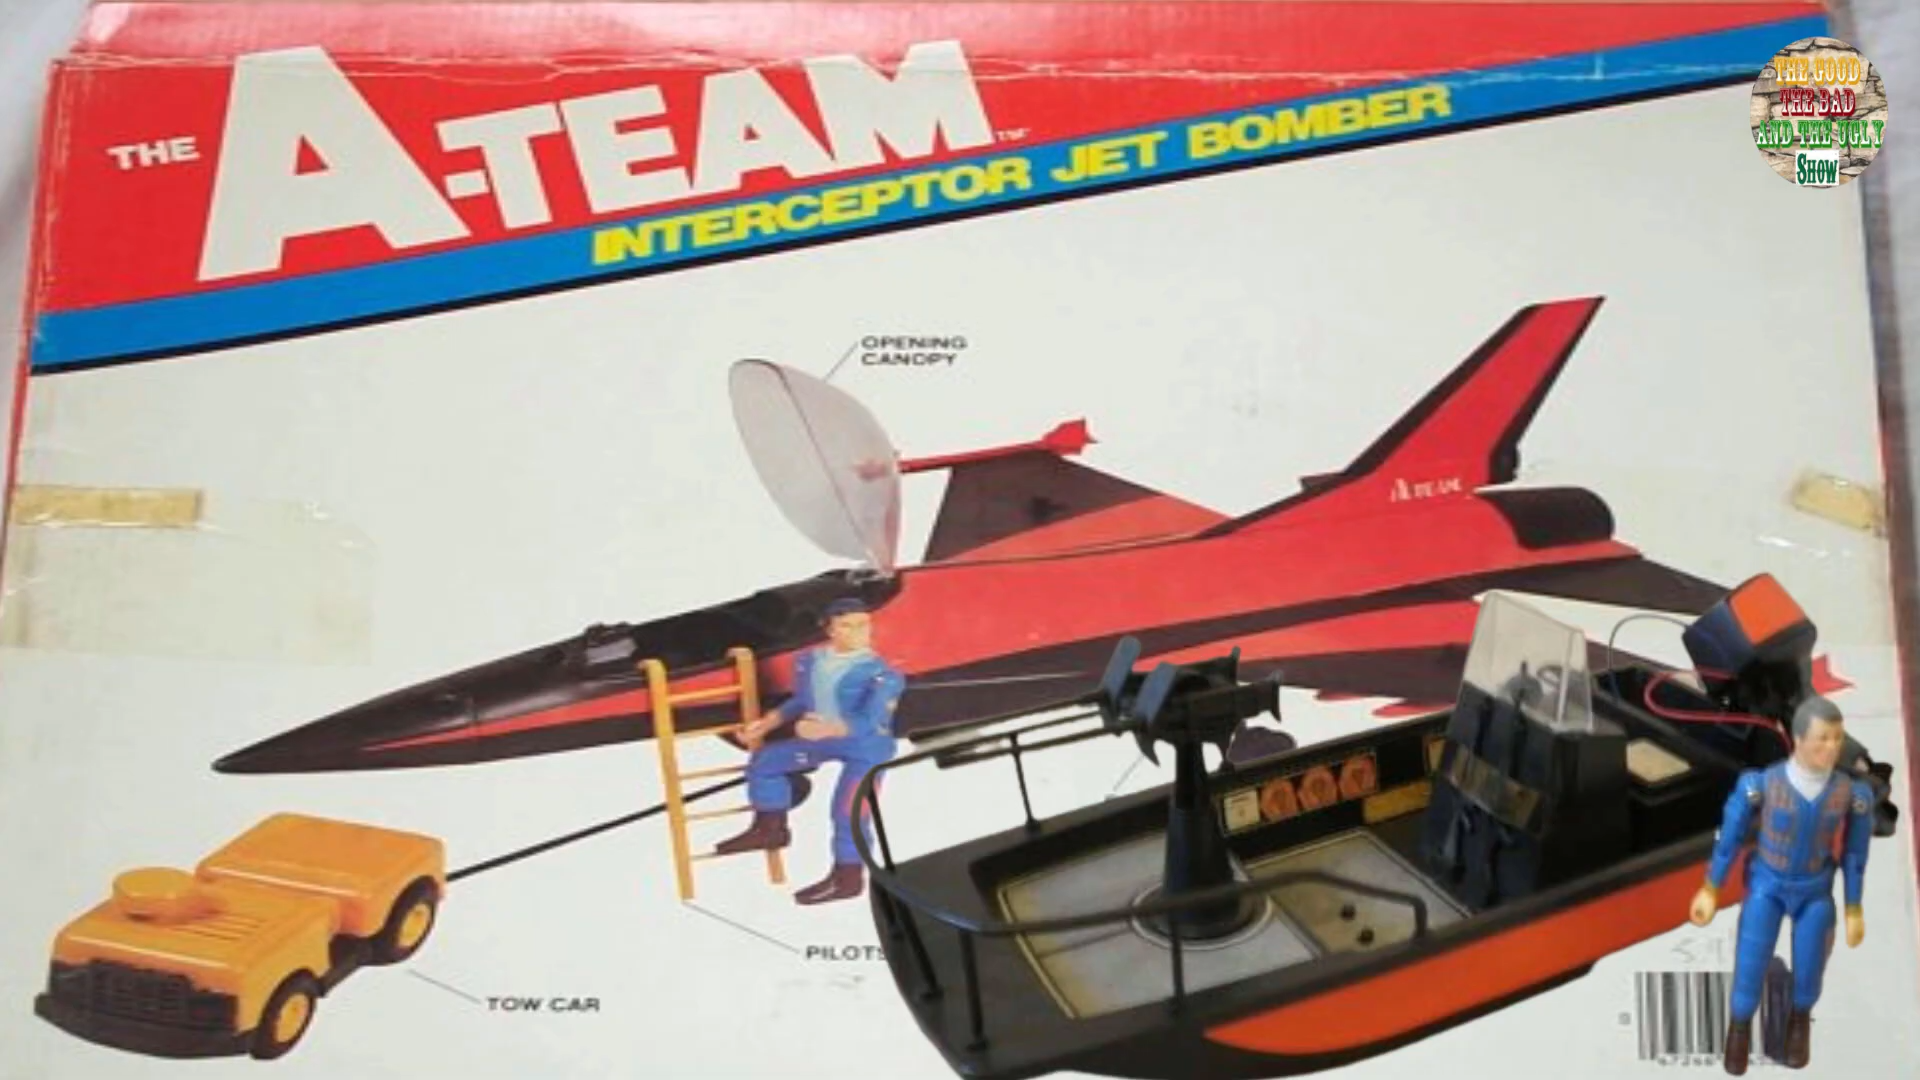 THE A-TEAM™
INTERCEPTOR JET BOMBER
THE GOOD
THE BAD
AND THE UGLY
SHOW
OPENING
CANOPY
A-TEAM
PILOTS
TOW CAR